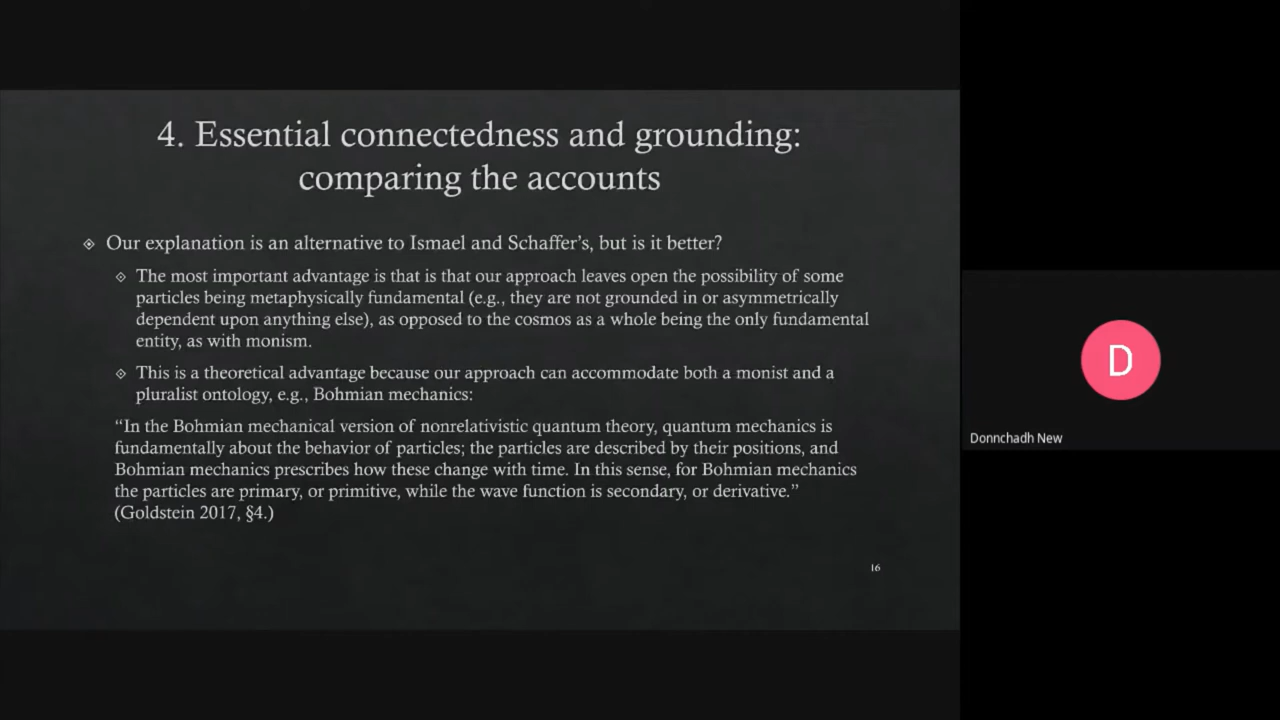 4. Essential connectedness and grounding:
comparing the accounts
Our explanation is an alternative to Ismael and Schaffer's, but is it better?
The most important advantage is that is that our approach leaves open the possibility of some
particles being metaphysically fundamental (e.g., they are not grounded in or asymmetrically
dependent upon anything else), as opposed to the cosmos as a whole being the only fundamental
entity, as with monism.
This is a theoretical advantage because our approach can accommodate both a monist and a
pluralist ontology, e.g., Bohmian mechanics:
“In the Bohmian mechanical version of nonrelativistic quantum theory, quantum mechanics is
fundamentally about the behavior of particles; the particles are described by their positions, and
Bohmian mechanics prescribes how these change with time. In this sense, for Bohmian mechanics
the particles are primary, or primitive, while the wave function is secondary, or derivative.”
(Goldstein 2017, §4.)
16
D
Donnchadh New